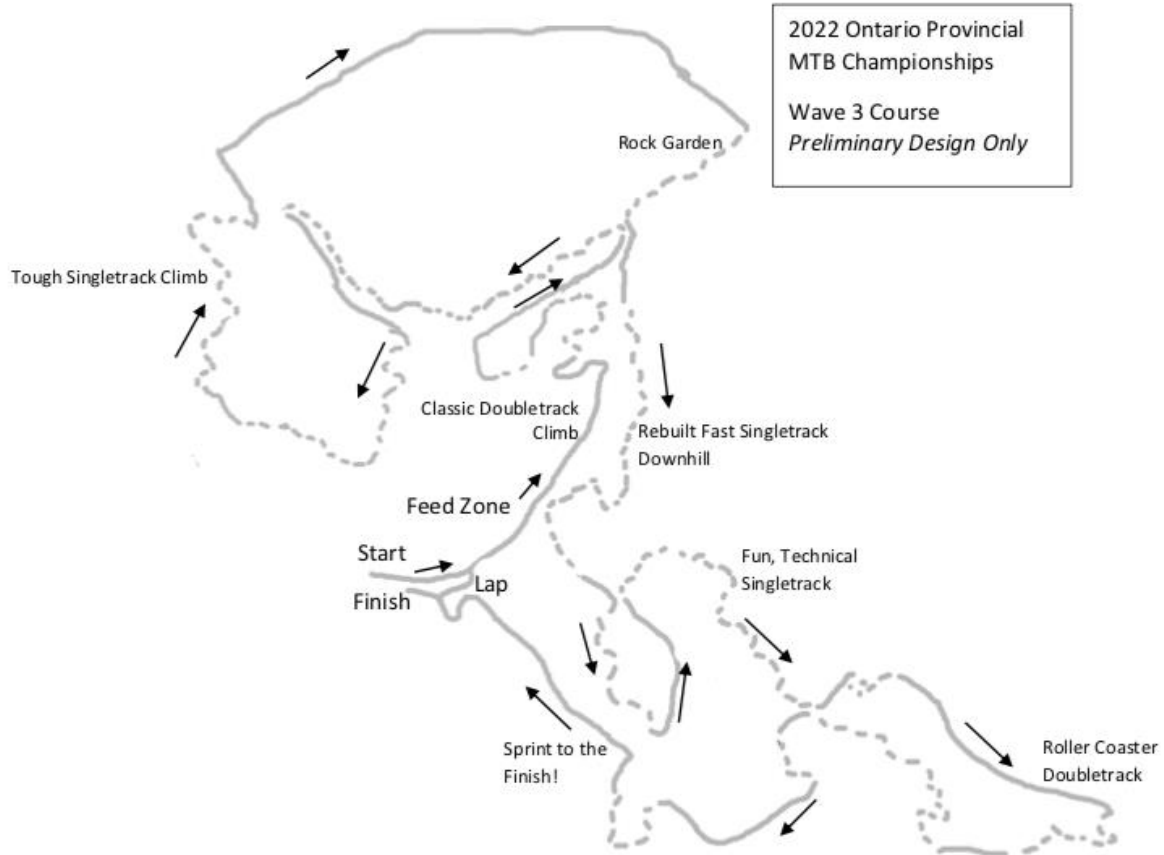 2022 Ontario Provincial
MTB Championships
Wave 3 Course
Preliminary Design Only
Rock Garden
Tough Singletrack Climb
Classic Doubletrack
Climb
Rebuilt Fast Singletrack
Downhill
Feed Zone
Start
Lap
Finish
Fun, Technical
Singletrack
Sprint to the
Finish!
Roller Coaster
Doubletrack